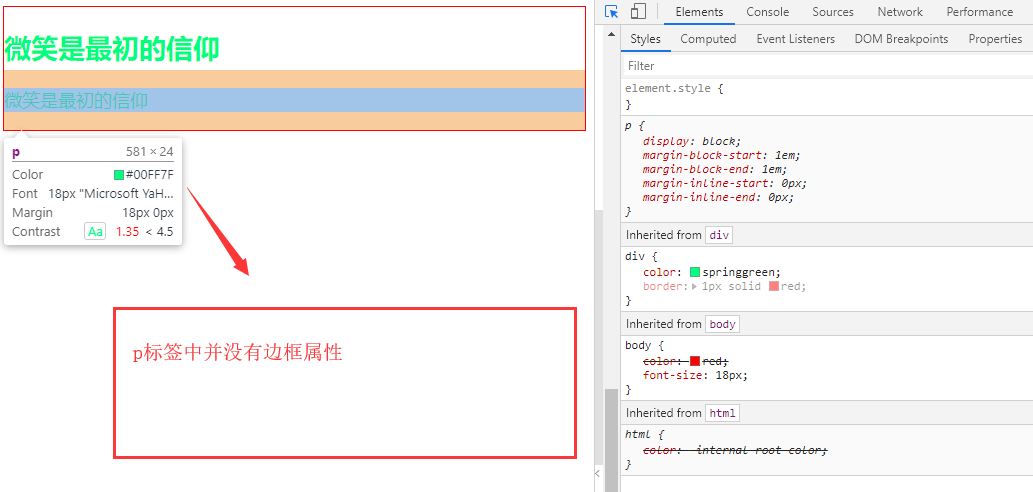 微笑是最初的信仰
微笑是最初的信仰
p 581 × 24
Color #00FF7F
Font 18px "Microsoft YaH...
Margin 18px 0px
Contrast Aa 1.35 < 4.5
p标签中并没有边框属性
Elements Console Sources Network Performance
Styles Computed Event Listeners DOM Breakpoints Properties
Filter
element.style {
}
p {
display: block;
margin-block-start: 1em;
margin-block-end: 1em;
margin-inline-start: 0px;
margin-inline-end: 0px;
}
Inherited from div
div {
color: springgreen;
border: 1px solid red;
}
Inherited from body
body {
color: red;
font-size: 18px;
}
Inherited from html
html {
color: -internal-root-color;
}